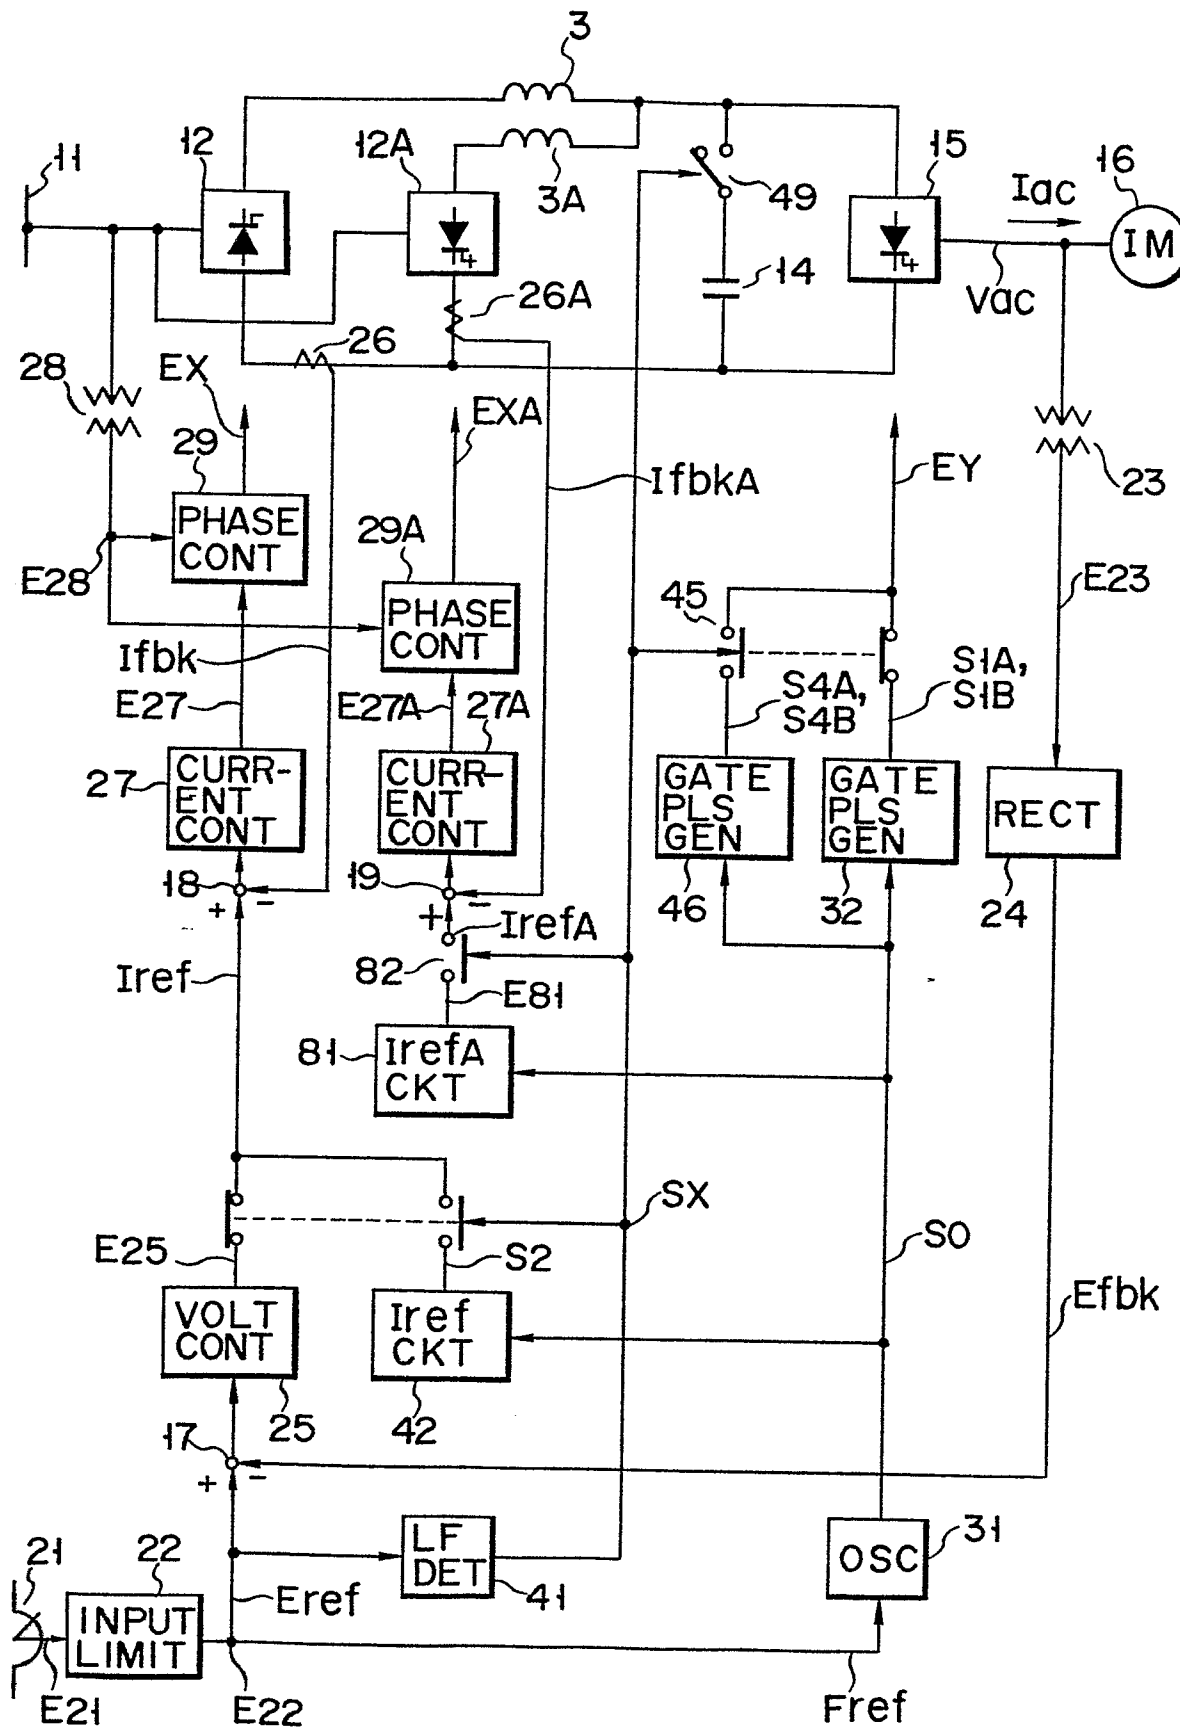 3
11
12
12A
3A
49
15
Iac
16
IM
Vac
14
26A
26
28
EX
EXA
EY
23
29
PHASE
CONT
IfbkA
29A
E28
PHASE
CONT
45
E23
Ifbk
S4A,
S4B
S1A,
S1B
E27
E27A
27A
27
CURR-
ENT
CONT
CURR-
ENT
CONT
GATE
PLS
GEN
GATE
PLS
GEN
RECT
18
+
-
19
+
-
46
32
24
IrefA
82
Iref
E81
81
IrefA
CKT
SX
E25
S2
S0
VOLT
CONT
Iref
CKT
Efbk
25
42
17
+
-
LF
DET
41
OSC
31
21
22
Eref
INPUT
LIMIT
E21
E22
Fref